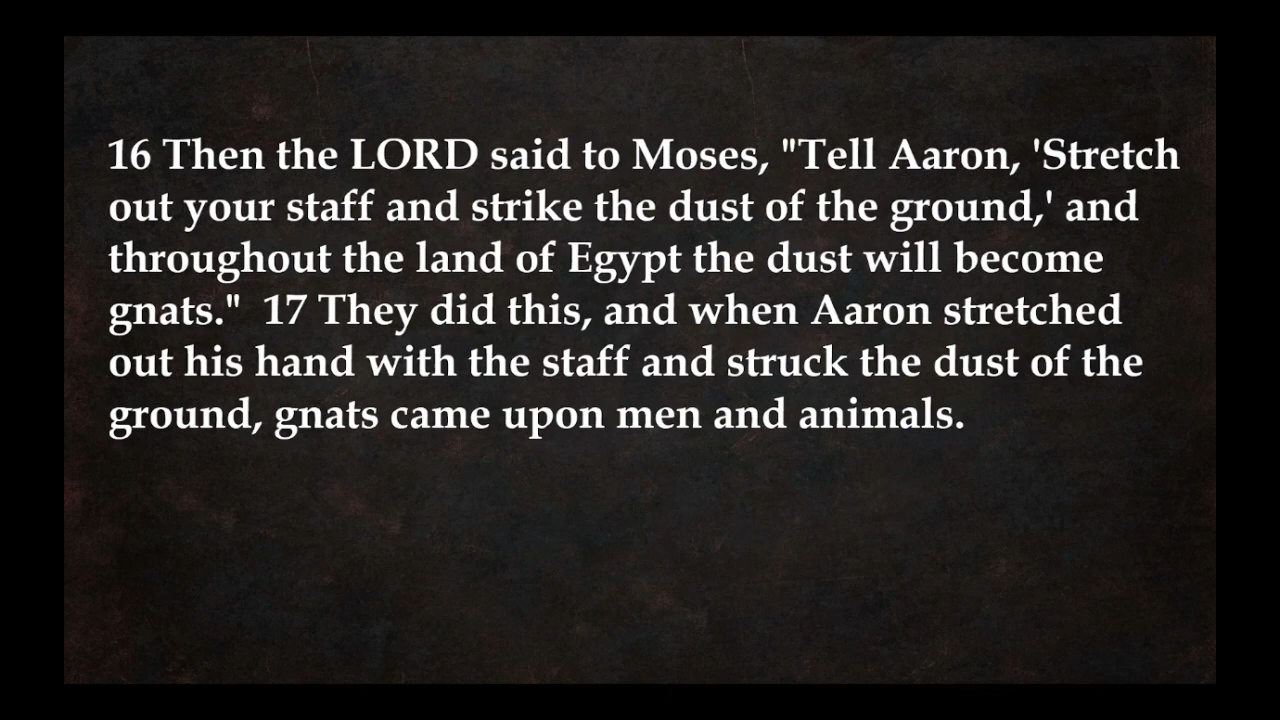 16 Then the LORD said to Moses, "Tell Aaron, 'Stretch
out your staff and strike the dust of the ground,' and
throughout the land of Egypt the dust will become
gnats."  17 They did this, and when Aaron stretched
out his hand with the staff and struck the dust of the
ground, gnats came upon men and animals.